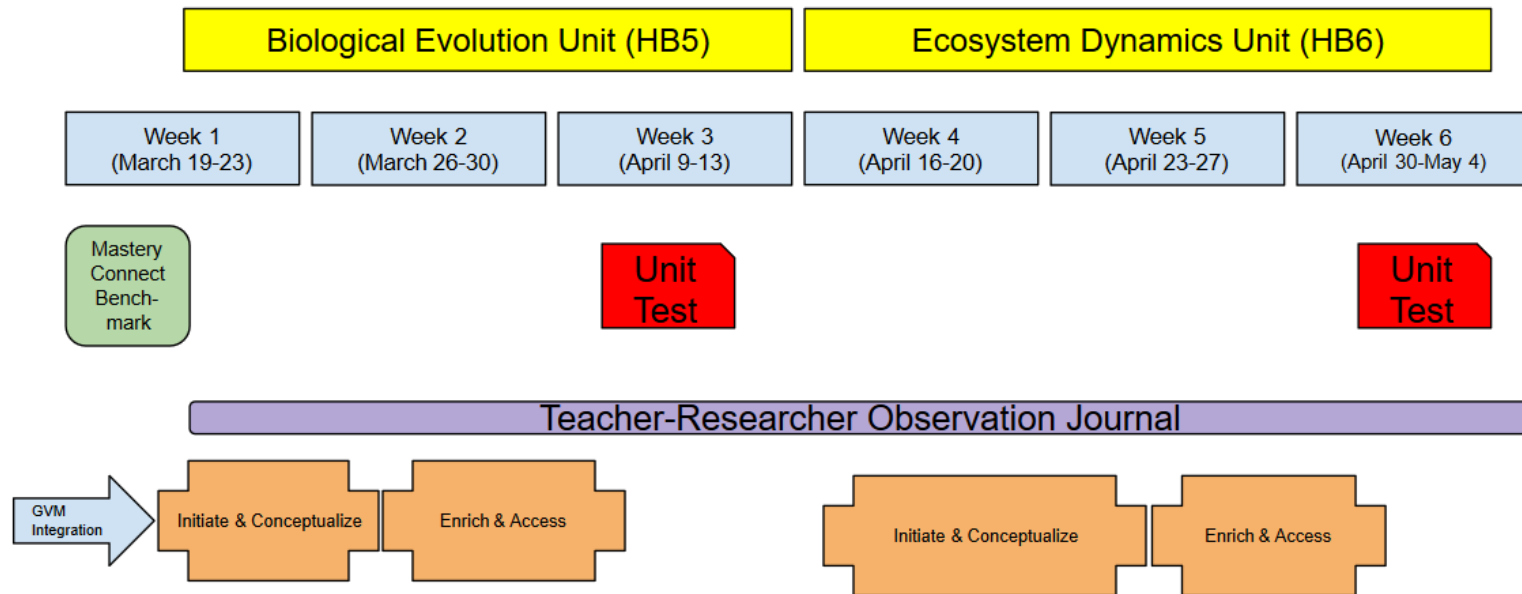 Biological Evolution Unit (HB5)
Ecosystem Dynamics Unit (HB6)
Week 1
(March 19-23)
Week 2
(March 26-30)
Week 3
(April 9-13)
Week 4
(April 16-20)
Week 5
(April 23-27)
Week 6
(April 30-May 4)
Mastery
Connect
Bench-
mark
Unit
Test
Unit
Test
Teacher-Researcher Observation Journal
GVM
Integration
Initiate & Conceptualize
Enrich & Access
Initiate & Conceptualize
Enrich & Access